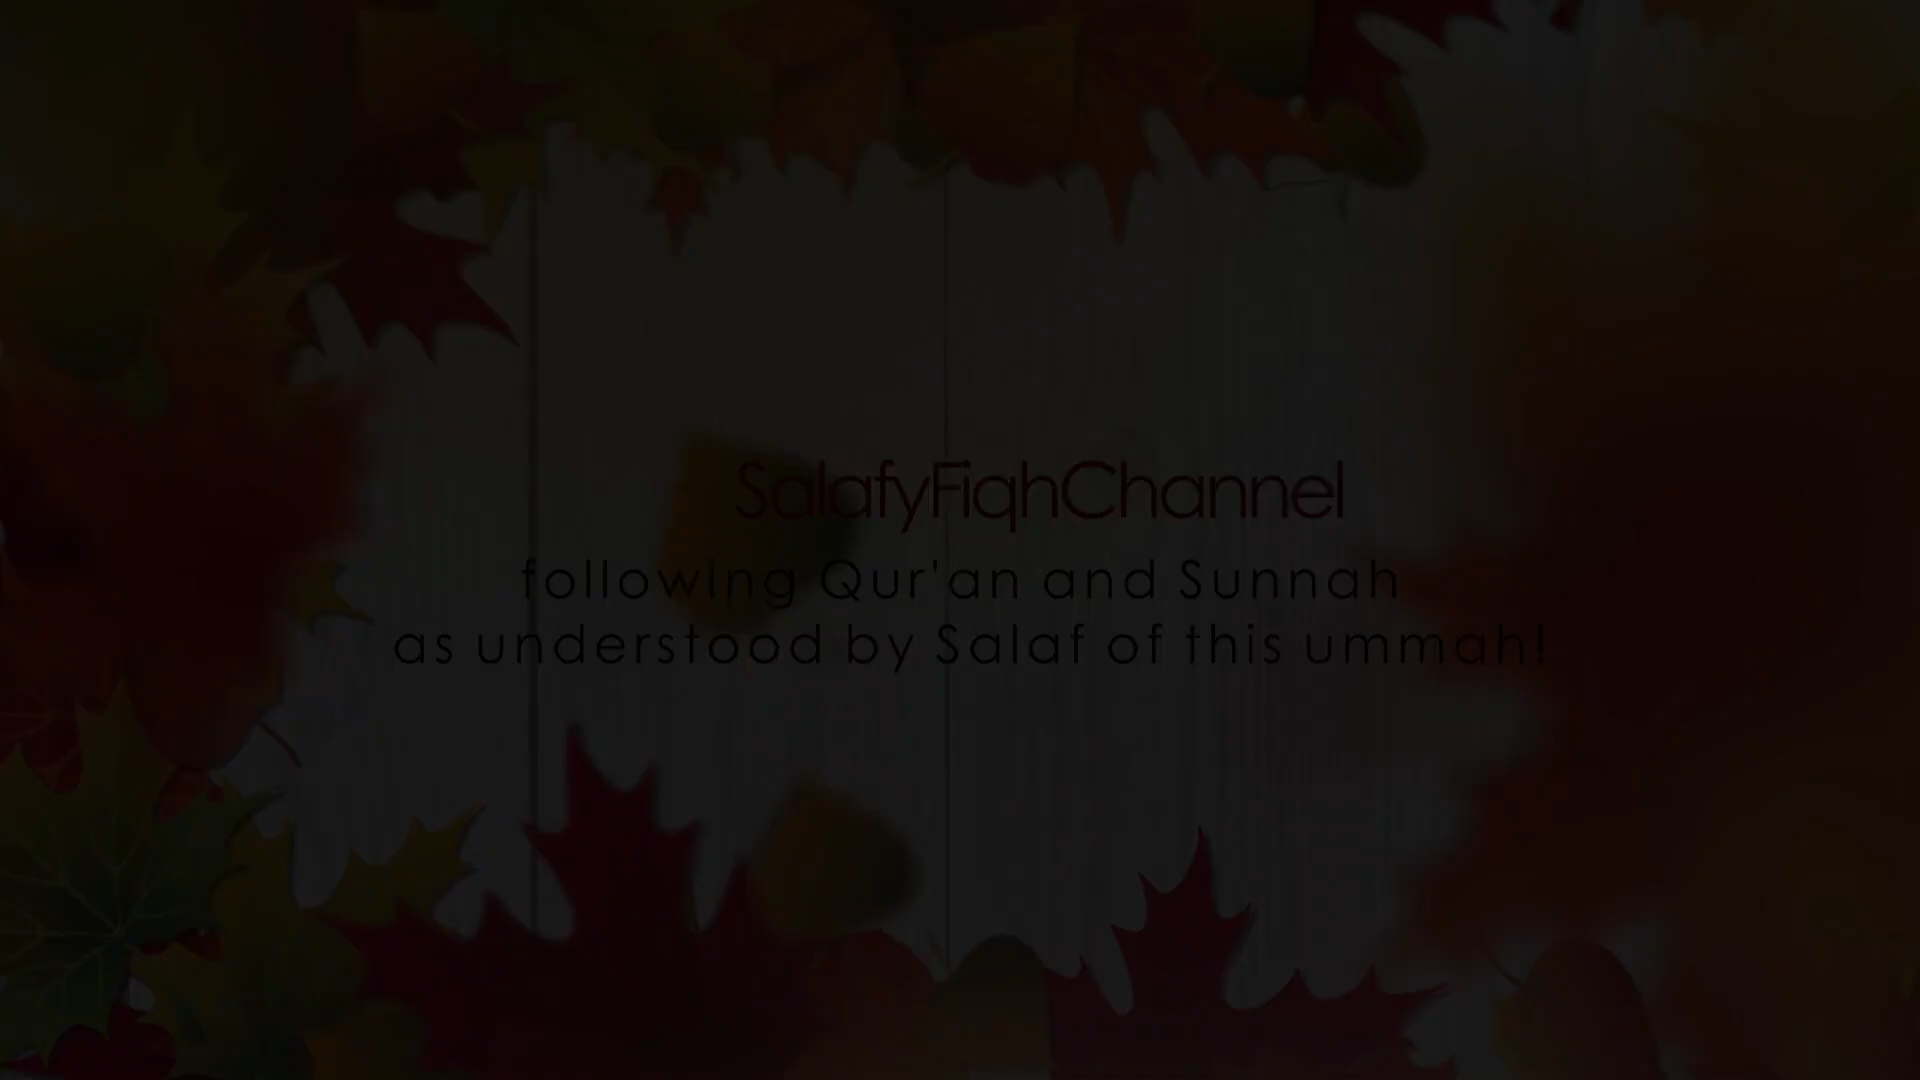 SalafyFiqhChannel
following Qur'an and Sunnah
as understood by Salaf of this ummah!